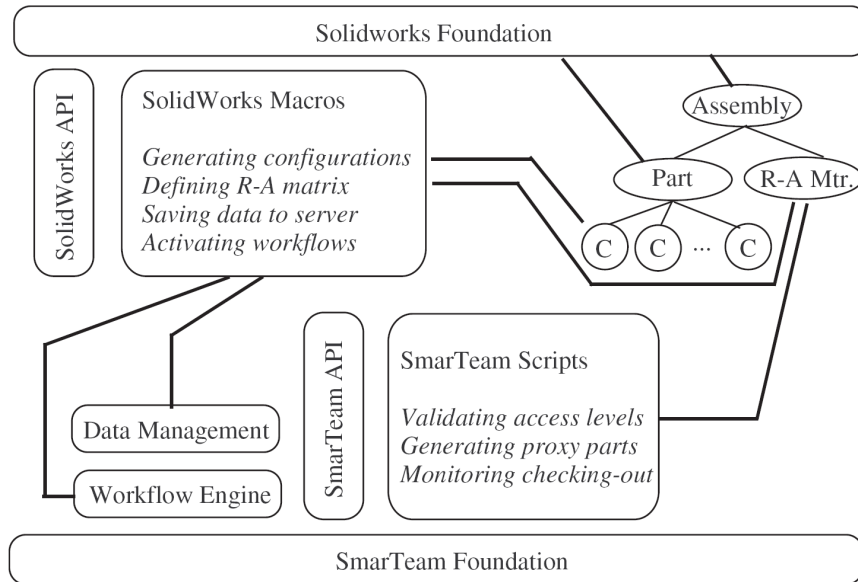 Solidworks Foundation
SolidWorks API
SolidWorks Macros
Generating configurations
Defining R-A matrix
Saving data to server
Activating workflows
Assembly
Part
R-A Mtr.
C
C
...
C
SmarTeam API
SmarTeam Scripts
Validating access levels
Generating proxy parts
Monitoring checking-out
Data Management
Workflow Engine
SmarTeam Foundation